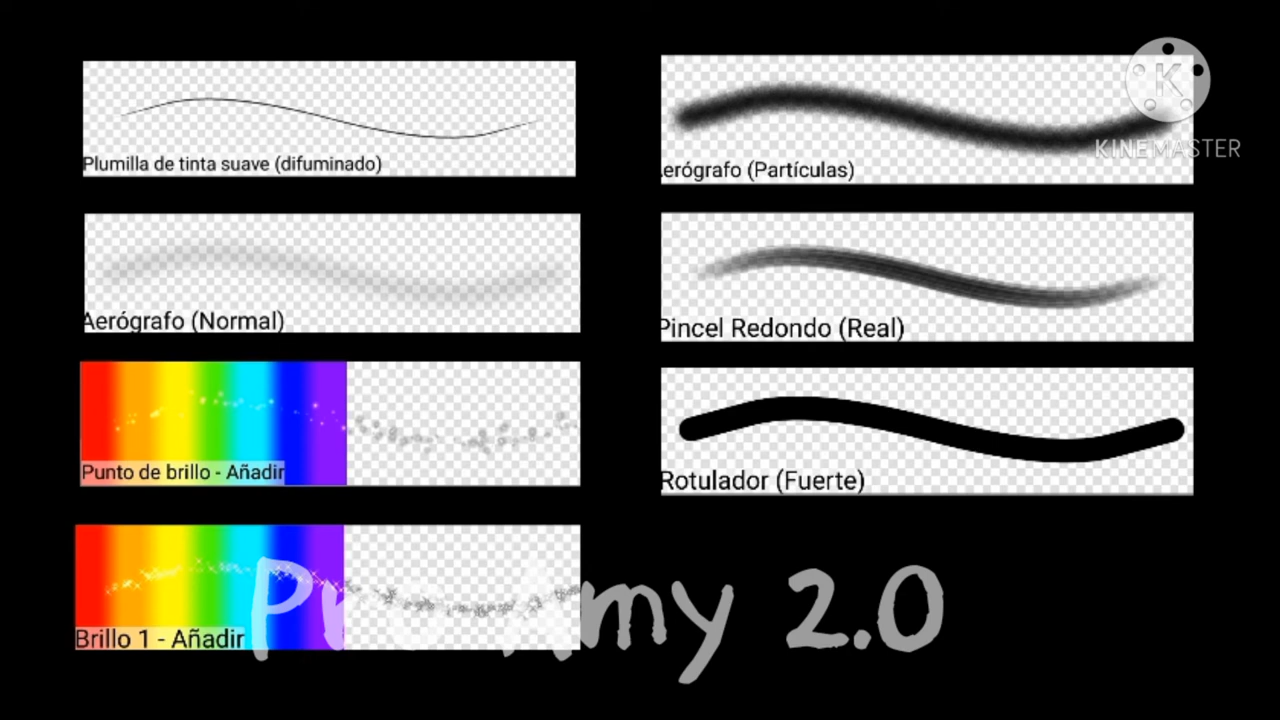 Plumilla de tinta suave (difuminado)
Aerógrafo (Normal)
Punto de brillo - Añadir
Brillo 1 - Añadir
erógrafo (Partículas)
Pincel Redondo (Real)
Rotulador (Fuerte)
K
KINEMASTER
my 2.0